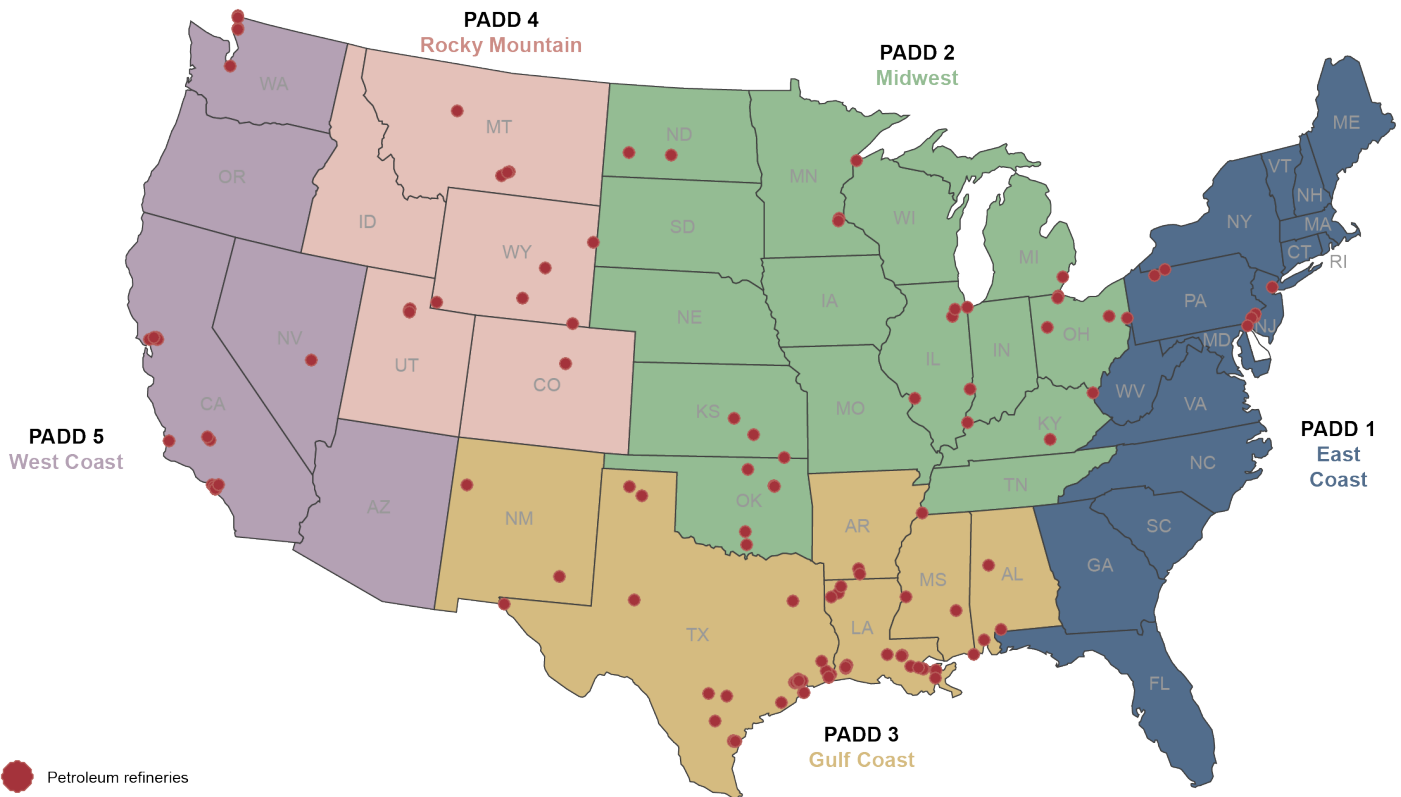 PADD 4
Rocky Mountain
PADD 2
Midwest
WA
MT
ND
MN
ME
VT
NH
OR
ID
WY
SD
WI
MI
NY
MA
CT
RI
NV
UT
CO
NE
IA
IL
IN
OH
PA
NJ
MD
CA
KS
MO
KY
WV
VA
PADD 5
West Coast
PADD 1
East
Coast
AZ
NM
OK
AR
TN
NC
SC
TX
LA
MS
AL
GA
FL
PADD 3
Gulf Coast
Petroleum refineries